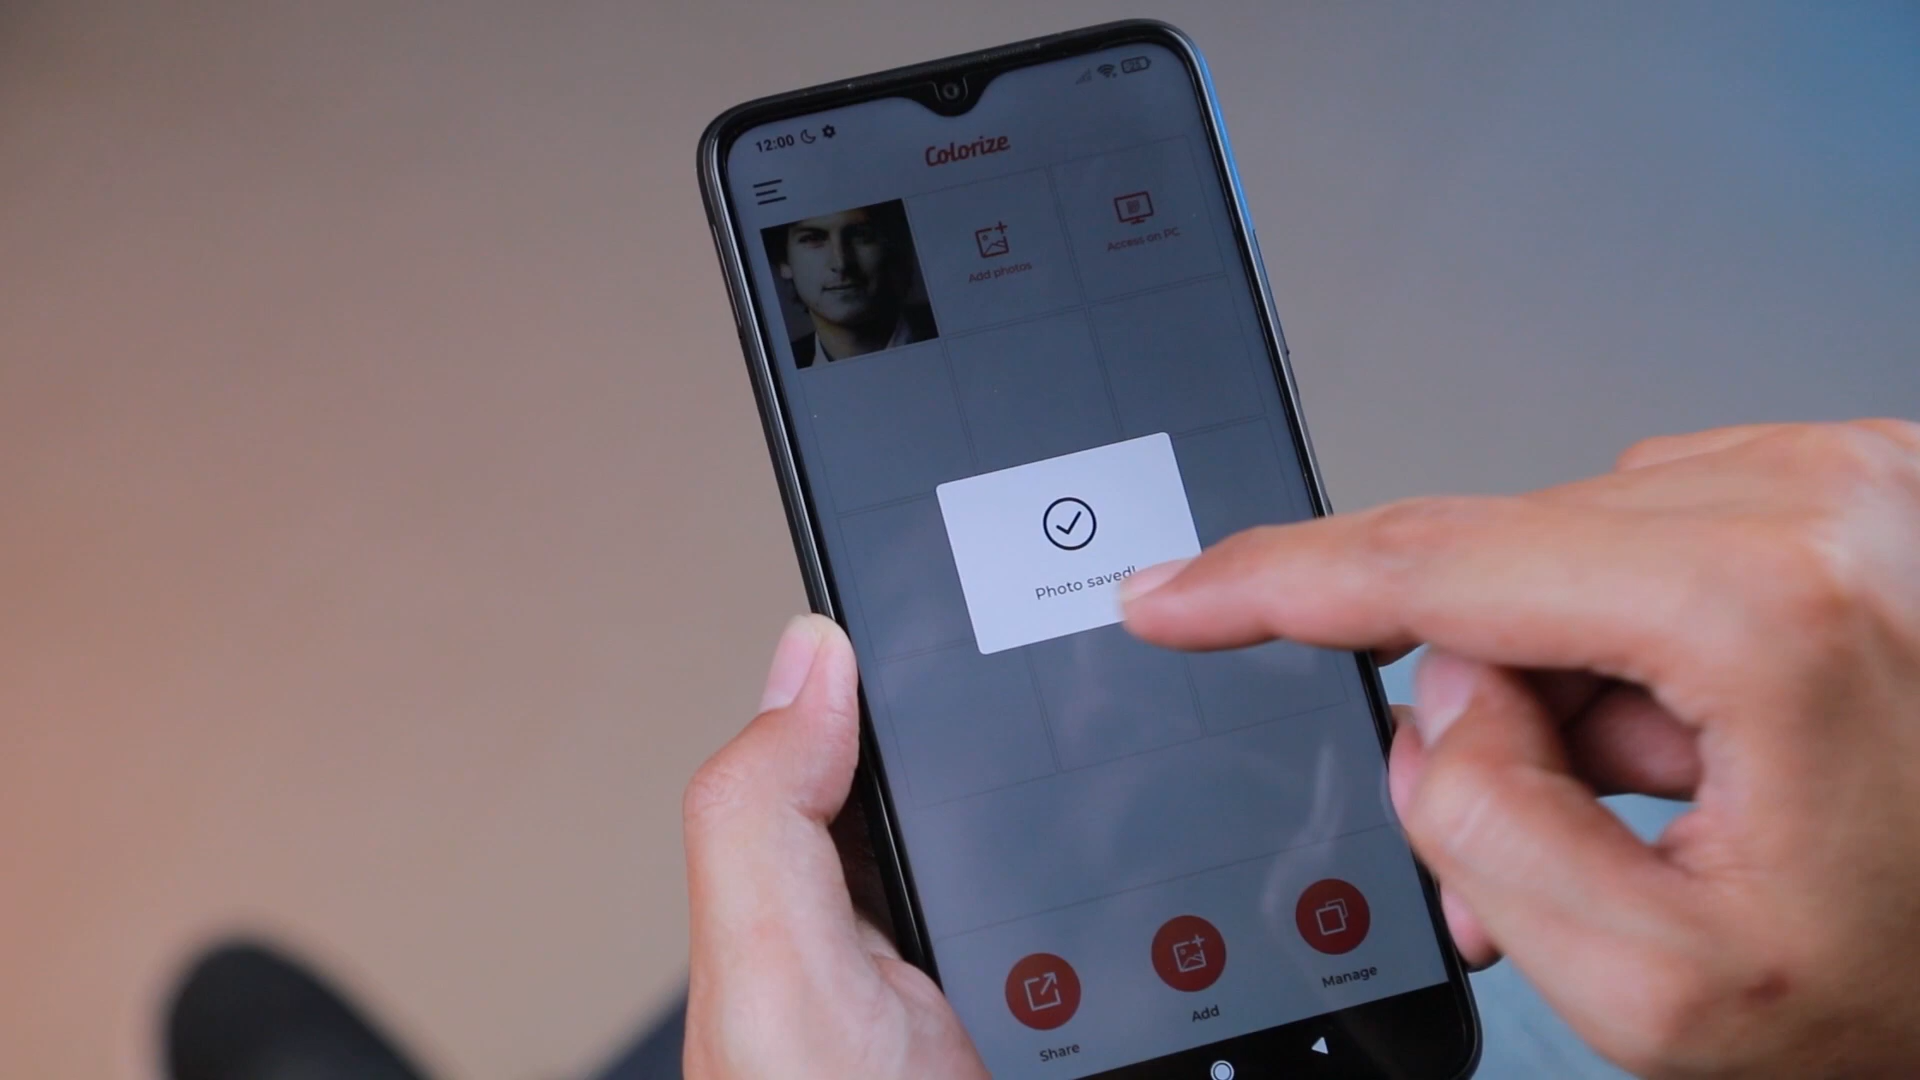 12:00
Colorize
Add photos
Access on PC
Photo saved!
Share
Add
Manage